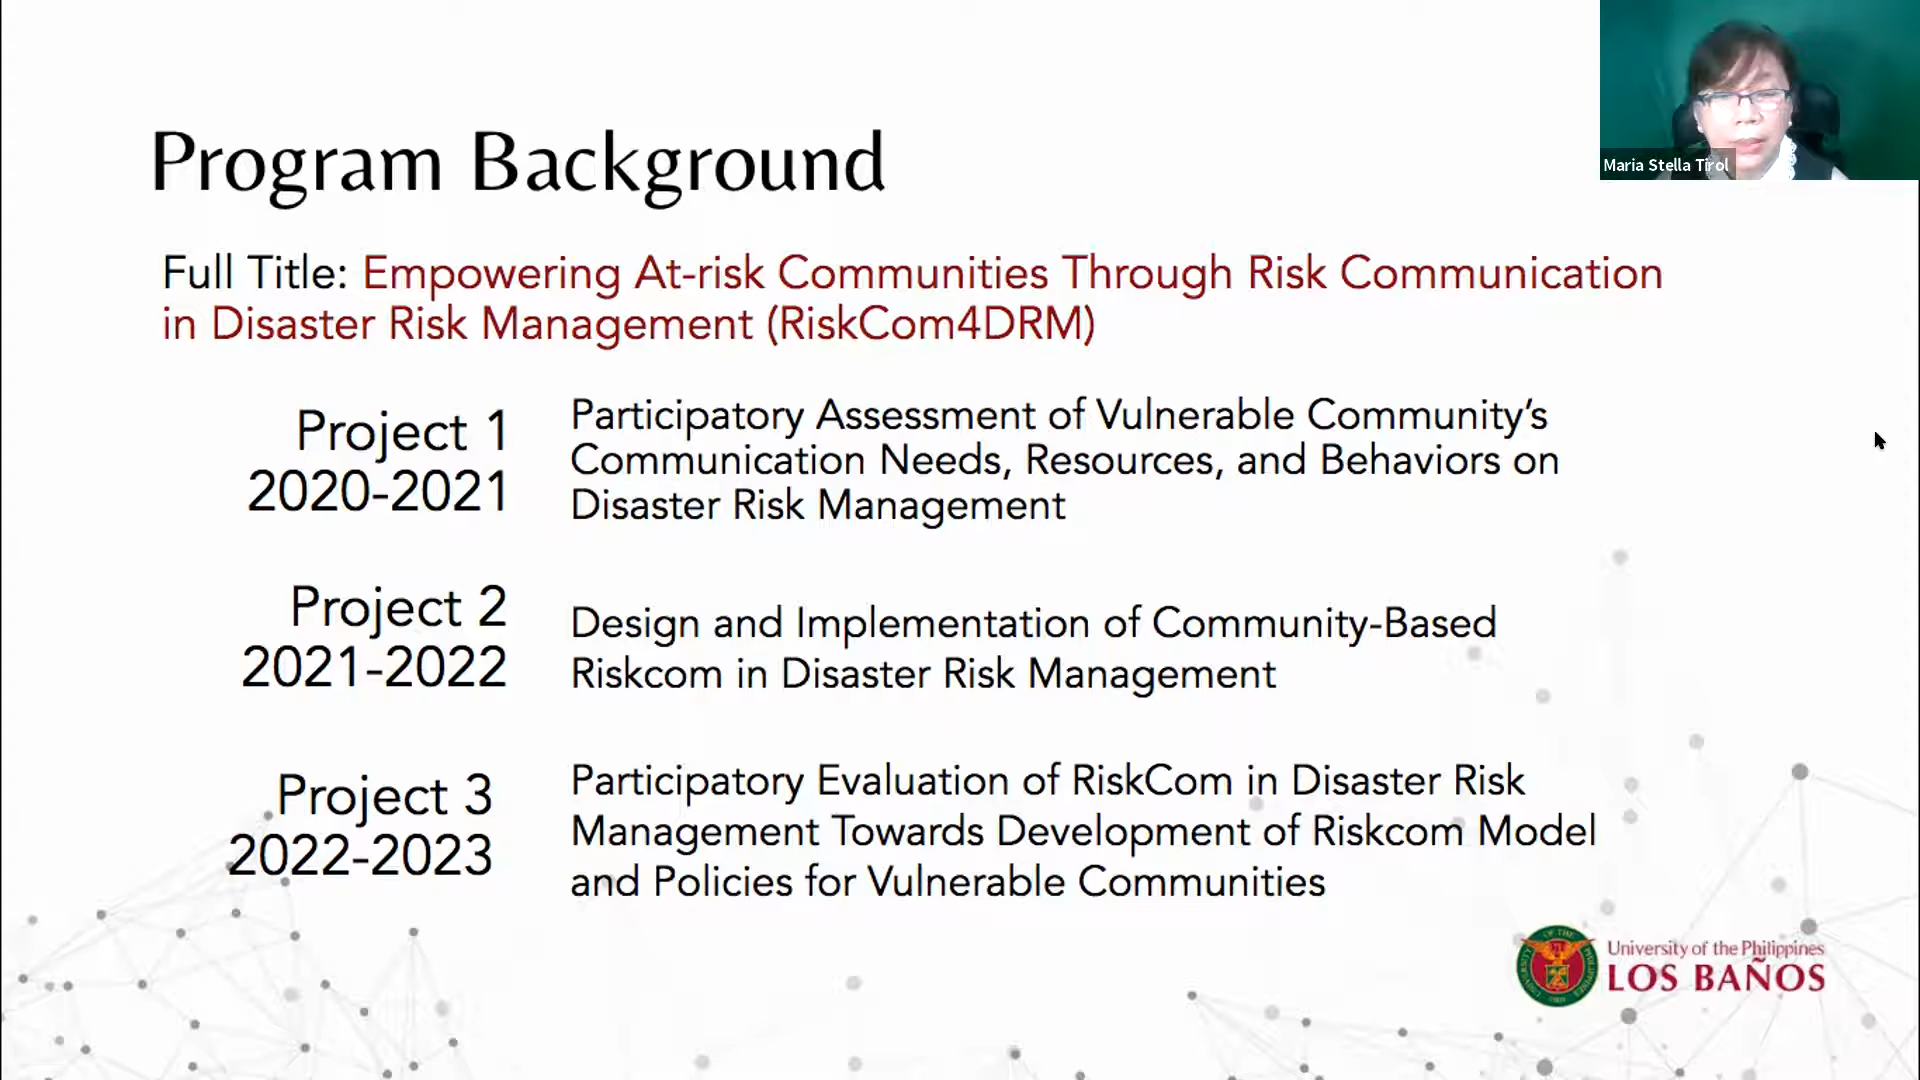 Program Background
Maria Stella Tirol
Full Title: Empowering At-risk Communities Through Risk Communication
in Disaster Risk Management (RiskCom4DRM)
Project 1
2020-2021
Participatory Assessment of Vulnerable Community's
Communication Needs, Resources, and Behaviors on
Disaster Risk Management
Project 2
2021-2022
Design and Implementation of Community-Based
Riskcom in Disaster Risk Management
Project 3
2022-2023
Participatory Evaluation of RiskCom in Disaster Risk
Management Towards Development of Riskcom Model
and Policies for Vulnerable Communities
University of the Philippines
LOS BAÑOS